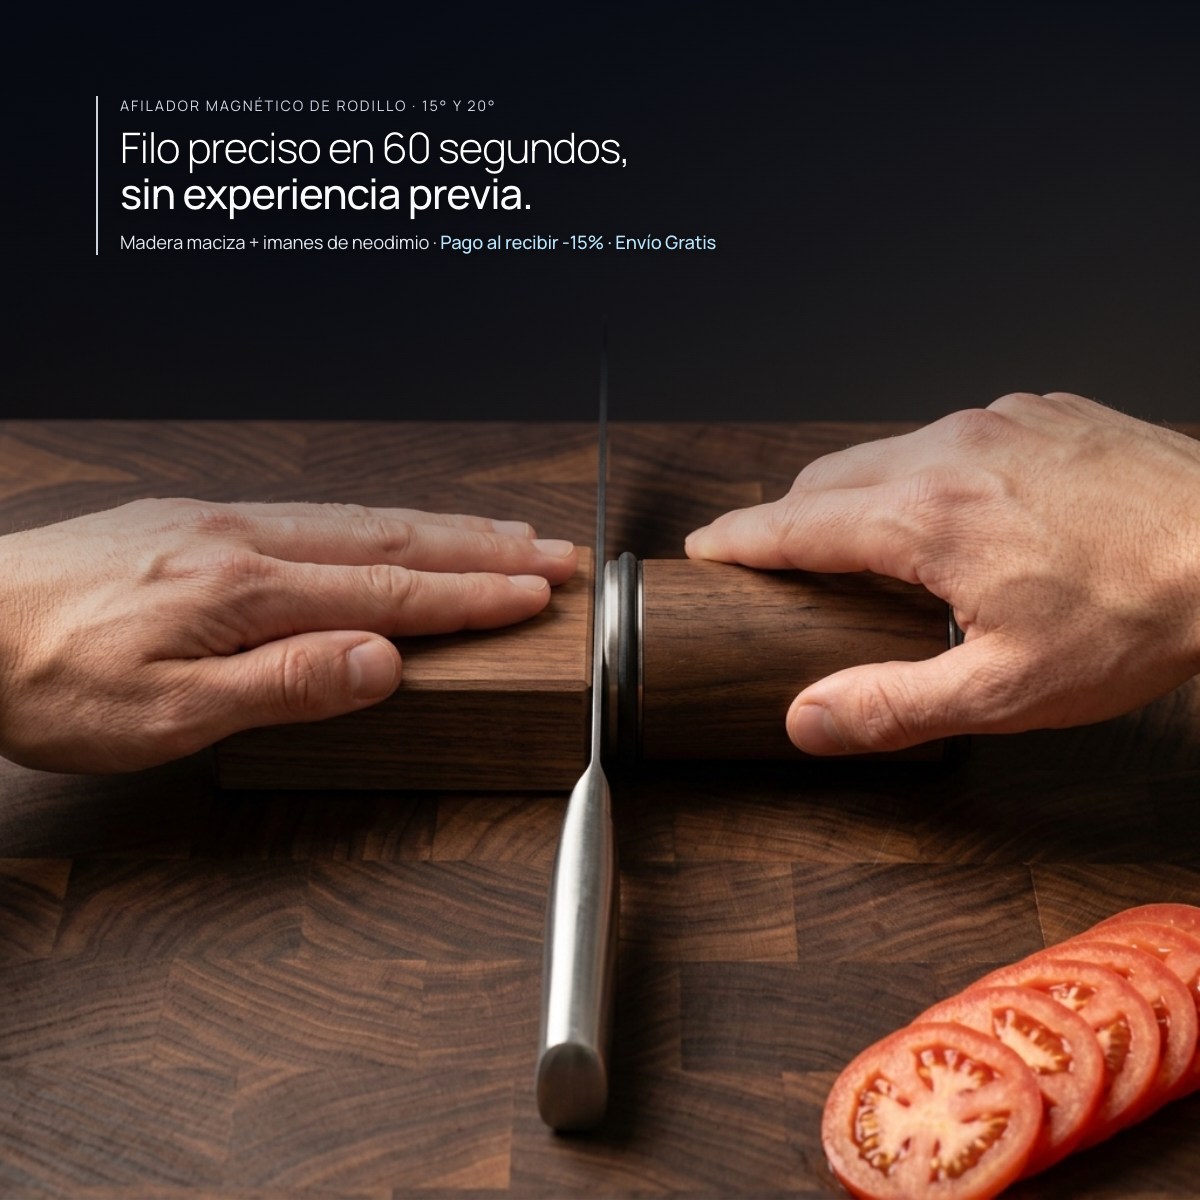 AFILADOR MAGNÉTICO DE RODILLO · 15° Y 20°
Filo preciso en 60 segundos,
sin experiencia previa.
Madera maciza + imanes de neodimio · Pago al recibir -15% · Envío Gratis